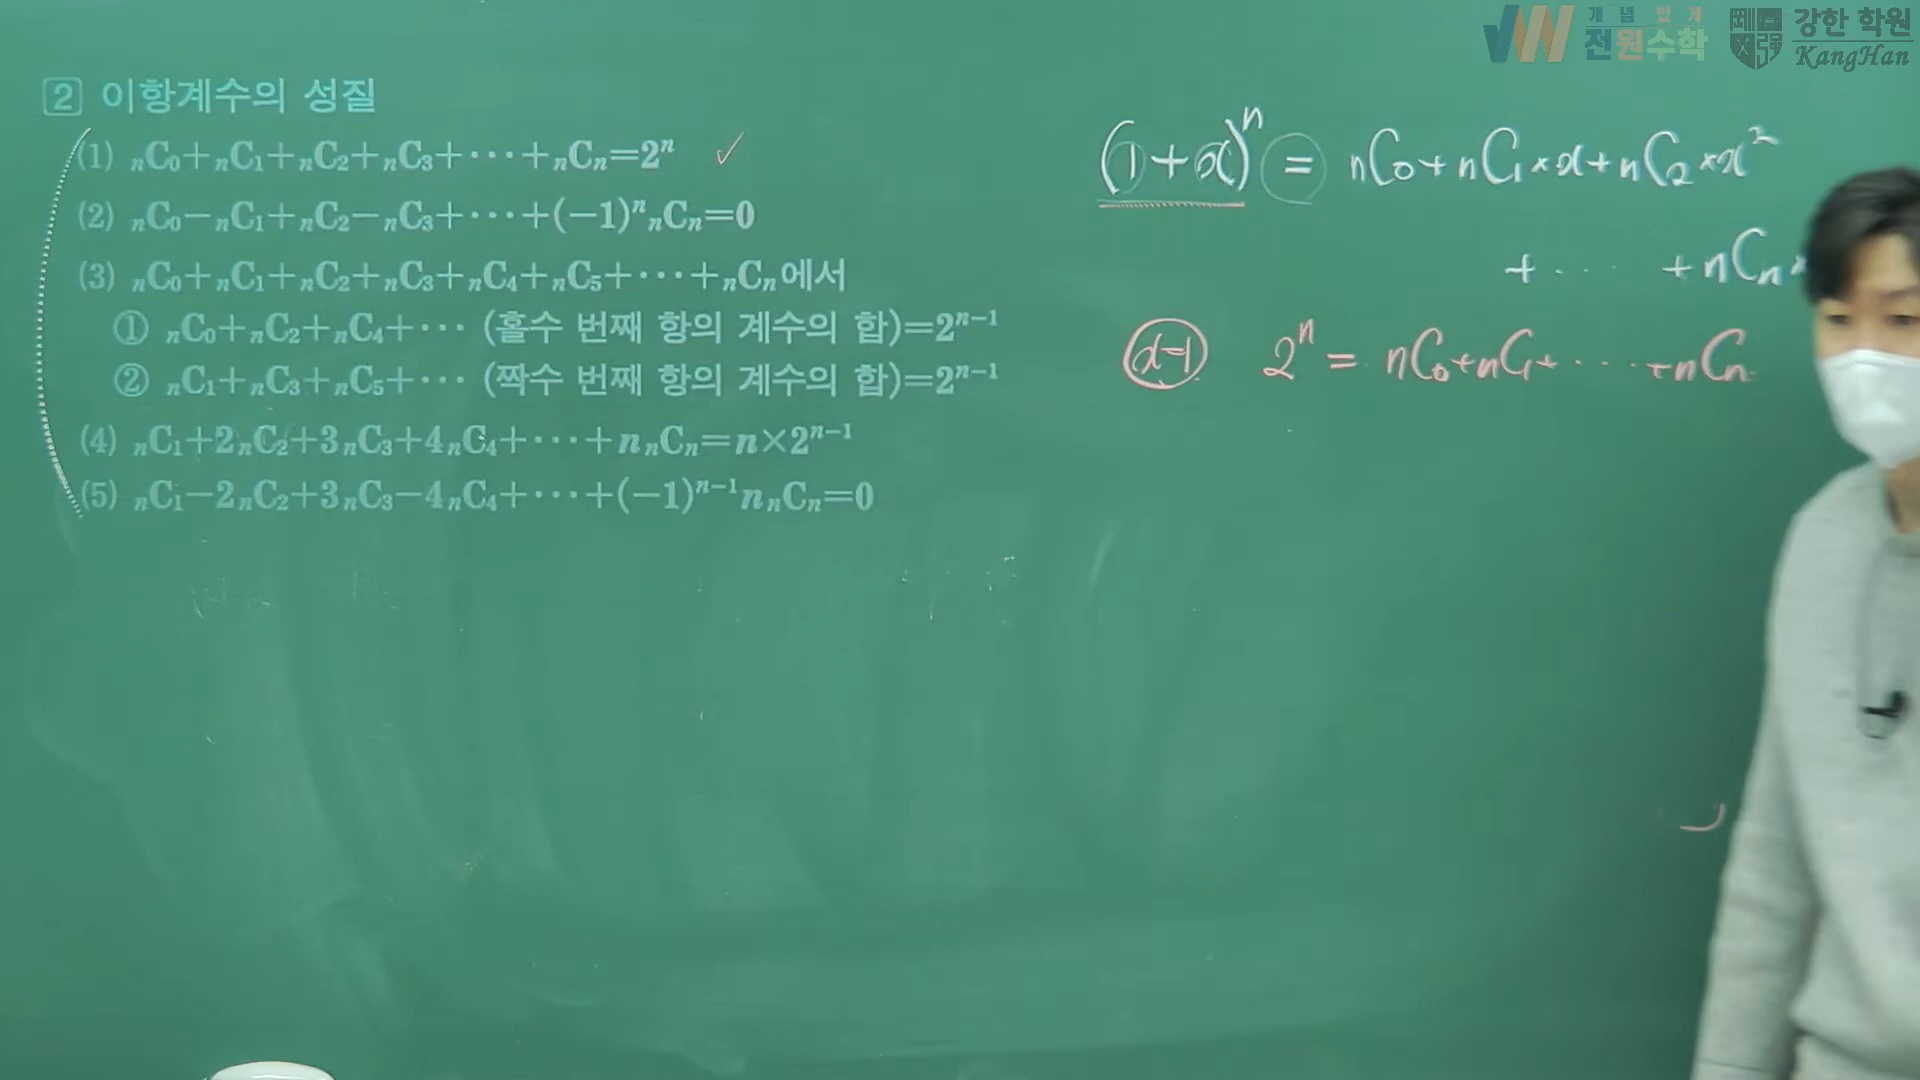 개념있게
전원수학
강한 학원
KangHan
2 이항계수의 성질
(1) ₙC₀+ₙC₁+ₙC₂+ₙC₃+···+ₙCₙ=2ⁿ ✓
(2) ₙC₀−ₙC₁+ₙC₂−ₙC₃+···+(−1)ⁿₙCₙ=0
(3) ₙC₀+ₙC₁+ₙC₂+ₙC₃+ₙC₄+ₙC₅+···+ₙCₙ에서
① ₙC₀+ₙC₂+ₙC₄+··· (홀수 번째 항의 계수의 합)=2ⁿ⁻¹
② ₙC₁+ₙC₃+ₙC₅+··· (짝수 번째 항의 계수의 합)=2ⁿ⁻¹
(4) ₙC₁+2ₙC₂+3ₙC₃+4ₙC₄+···+nₙCₙ=n×2ⁿ⁻¹
(5) ₙC₁−2ₙC₂+3ₙC₃−4ₙC₄+···+(−1)ⁿ⁻¹nₙCₙ=0
(1+x)ⁿ = nC₀+nC₁×x+nC₂×x²
+ ···· +nCₙ×
x=1 2ⁿ = nC₀+nC₁+····+nCₙ.